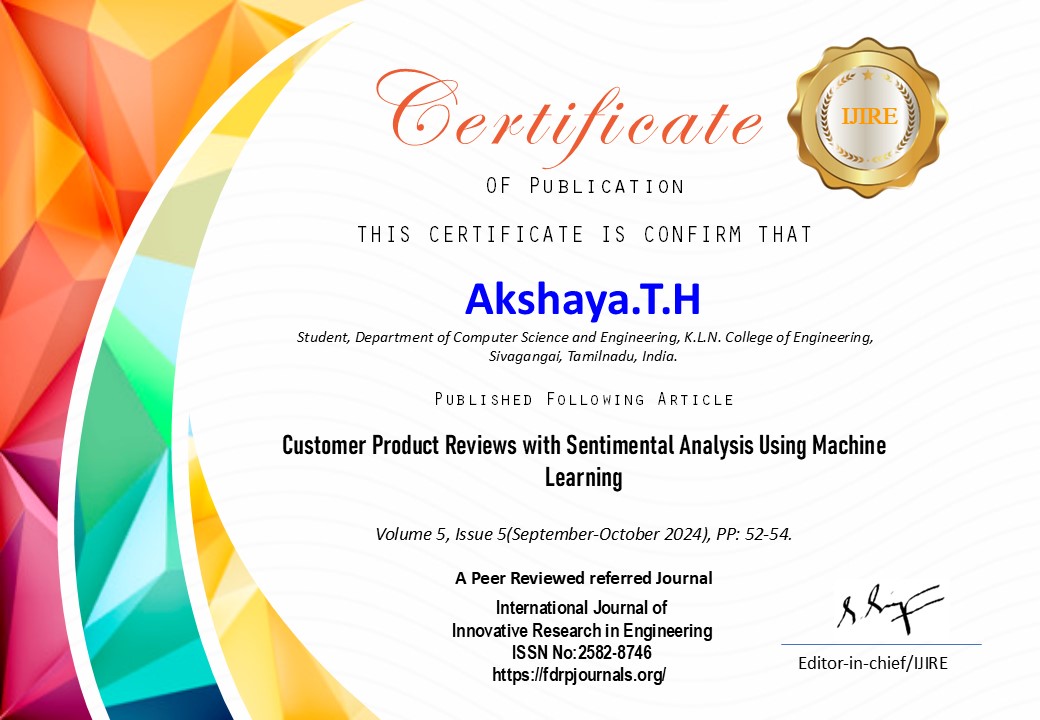 Certificate
IJIRE
OF PUBLICATION
THIS CERTIFICATE IS CONFIRM THAT
Akshaya.T.H
Student, Department of Computer Science and Engineering, K.L.N. College of Engineering,
Sivagangai, Tamilnadu, India.
PUBLISHED FOLLOWING ARTICLE
Customer Product Reviews with Sentimental Analysis Using Machine
Learning
Volume 5, Issue 5(September-October 2024), PP: 52-54.
A Peer Reviewed referred Journal
International Journal of
Innovative Research in Engineering
ISSN No:2582-8746
https://fdrpjournals.org/
Editor-in-chief/IJIRE